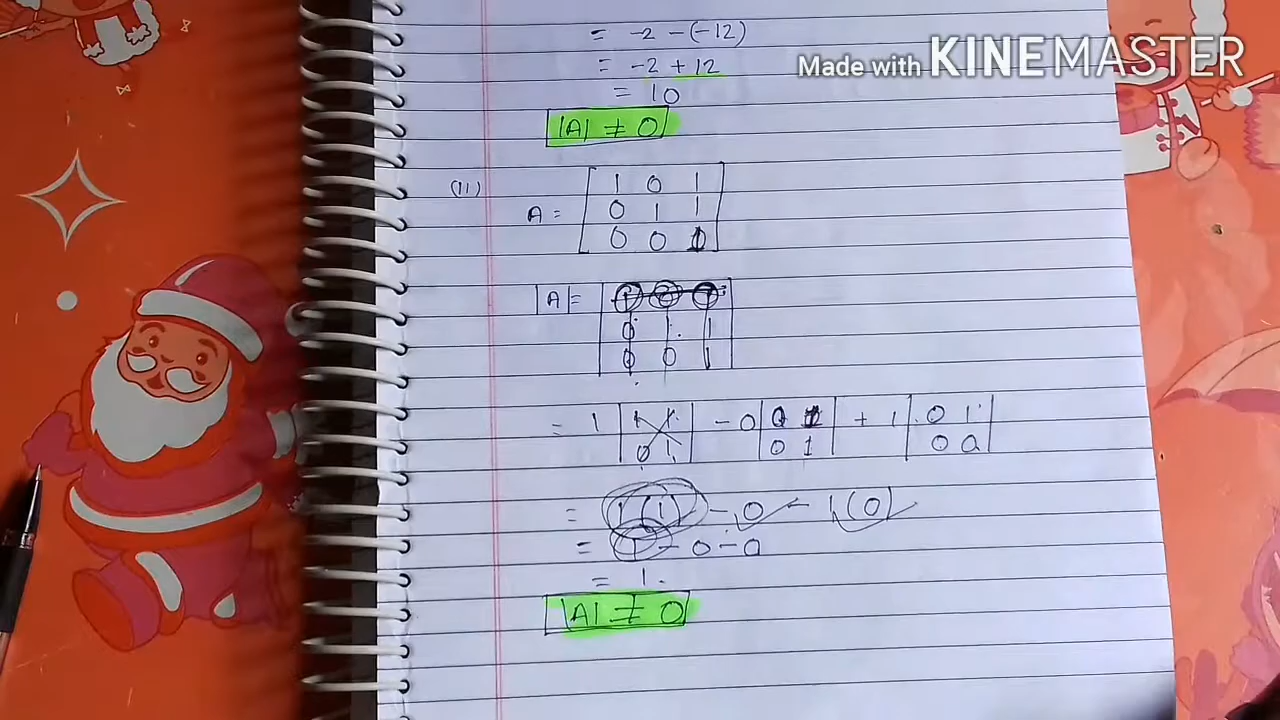 = -2 - (-12)
= -2 + 12
Made with KINEMASTER
= 10
|A| ≠ 0
(11)
A = [ 1 0 1
0 1 1
0 0 1 ]
|A| = | 1 0 1
0 1 1
0 0 1 |
= 1 | 1 1 | - 0 | 0 1 | + 1 | 0 1 |
| 0 1 | | 0 1 | | 0 0 |
= 1(1) - 0 - 1(0)
= 1 - 0 - 0
= 1.
|A| ≠ 0